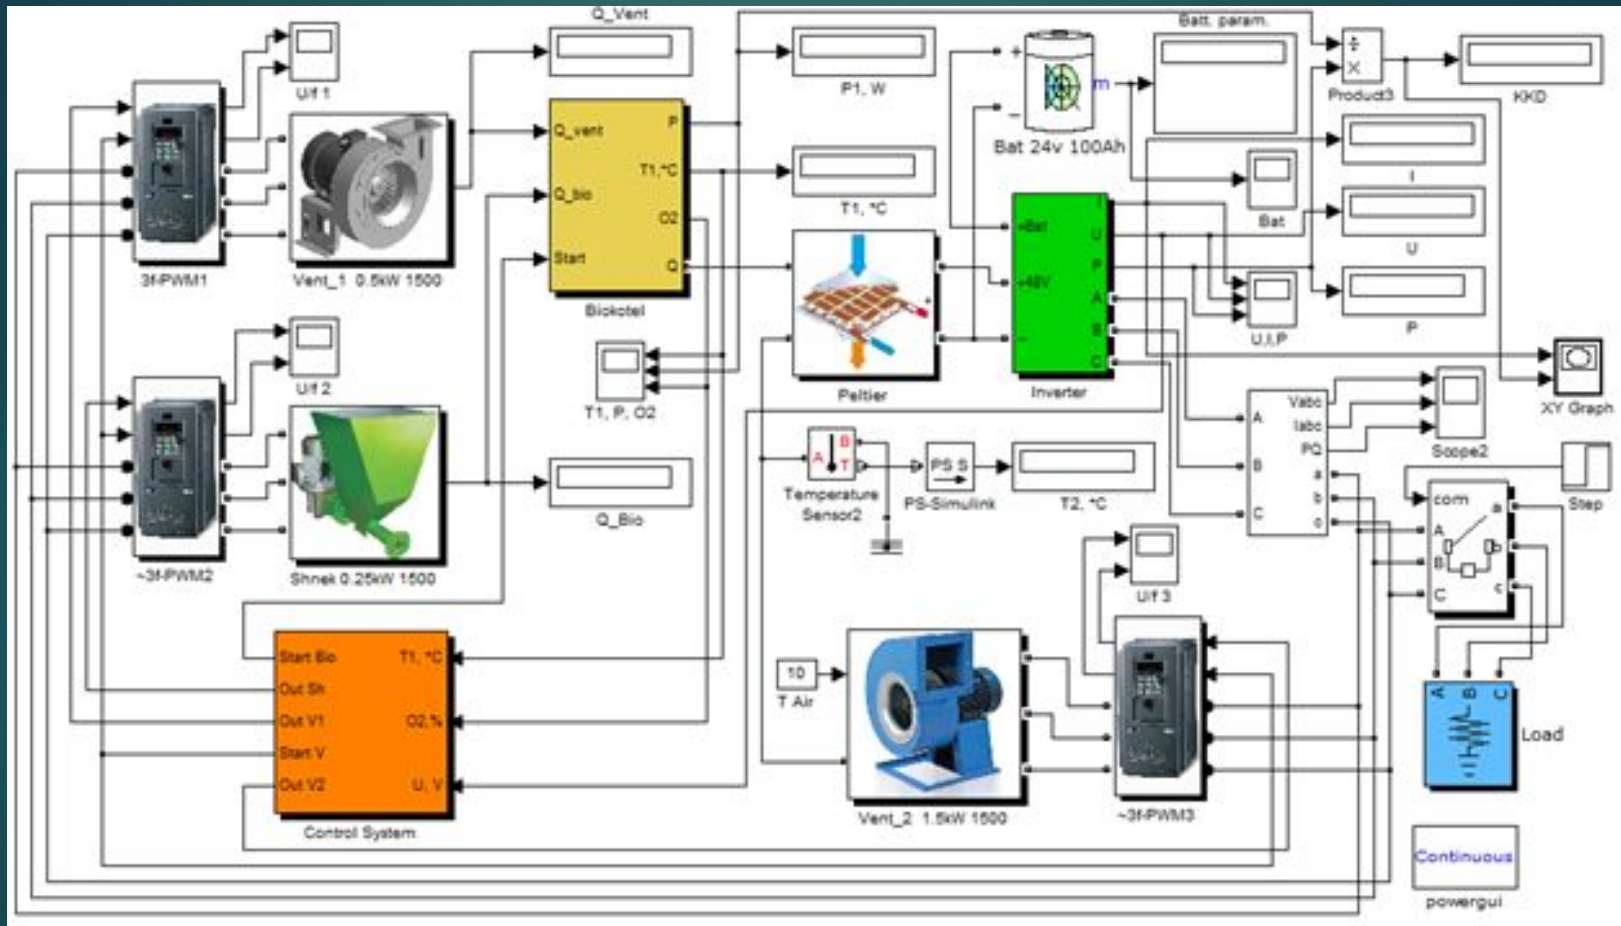 Q_Vent
U/f 1
3f-PWM1
Vent_1 0.5kW 1500
Q_vent
Q_bio
Start
P
T1,°C
O2
Q
Biokotel
P1, W
T1, °C
+
−
m
Bat 24v 100Ah
Batt. param.
÷
×
Product3
KKD
I
U
P
Bat
U,I,P
+Bat
+48V
-
I
U
P
A
B
C
Inverter
Peltier
XY Graph
U/f 2
~3f-PWM2
Shnek 0.25kW 1500
T1, P, O2
Q_Bio
A
B
T
Temperature
Sensor2
PS S
PS-Simulink
T2, °C
A
B
C
Vabc
Iabc
PQ
a
b
c
Scope2
Step
com
A
B
C
a
c
Start Bio
Out Sh
Out V1
Start V
Out V2
T1, °C
O2,%
U, V
Control System
10
T Air
Vent_2 1.5kW 1500
U/f 3
~3f-PWM3
A
B
C
Load
Continuous
powergui